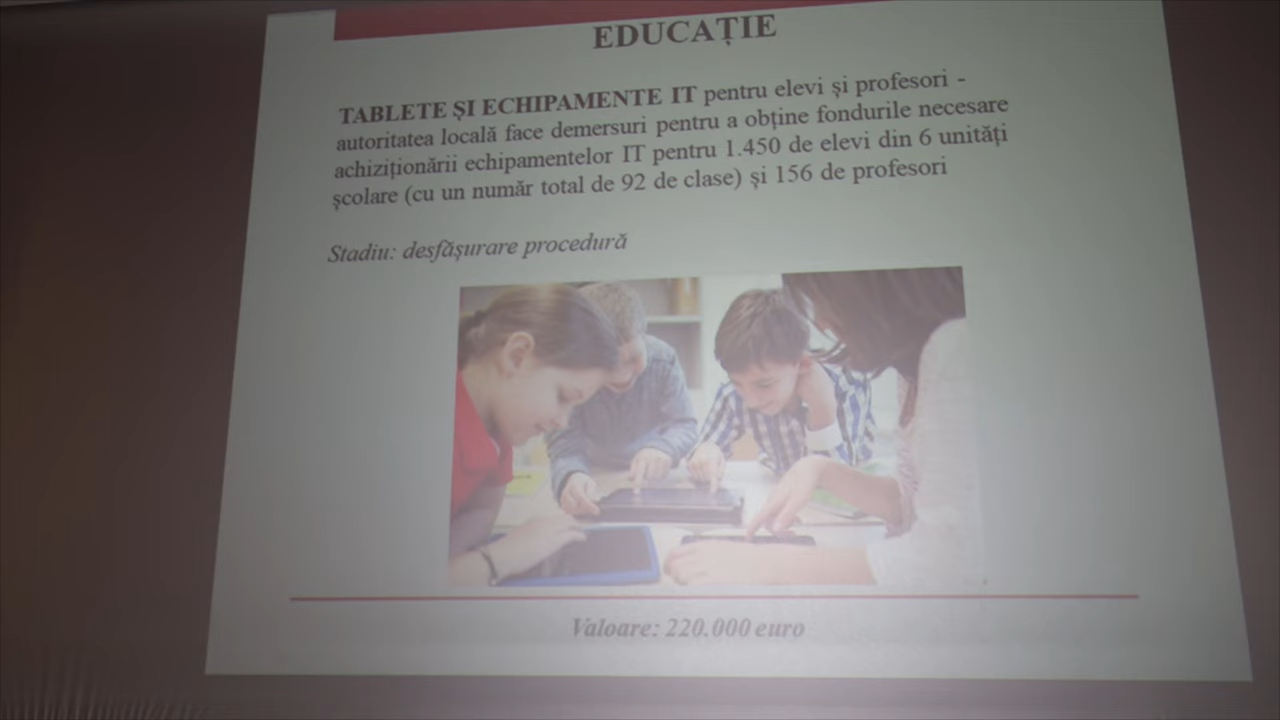 EDUCAȚIE
TABLETE ȘI ECHIPAMENTE IT pentru elevi și profesori -
autoritatea locală face demersuri pentru a obține fondurile necesare
achiziționării echipamentelor IT pentru 1.450 de elevi din 6 unități
școlare (cu un număr total de 92 de clase) și 156 de profesori
Stadiu: desfășurare procedură
Valoare: 220.000 euro